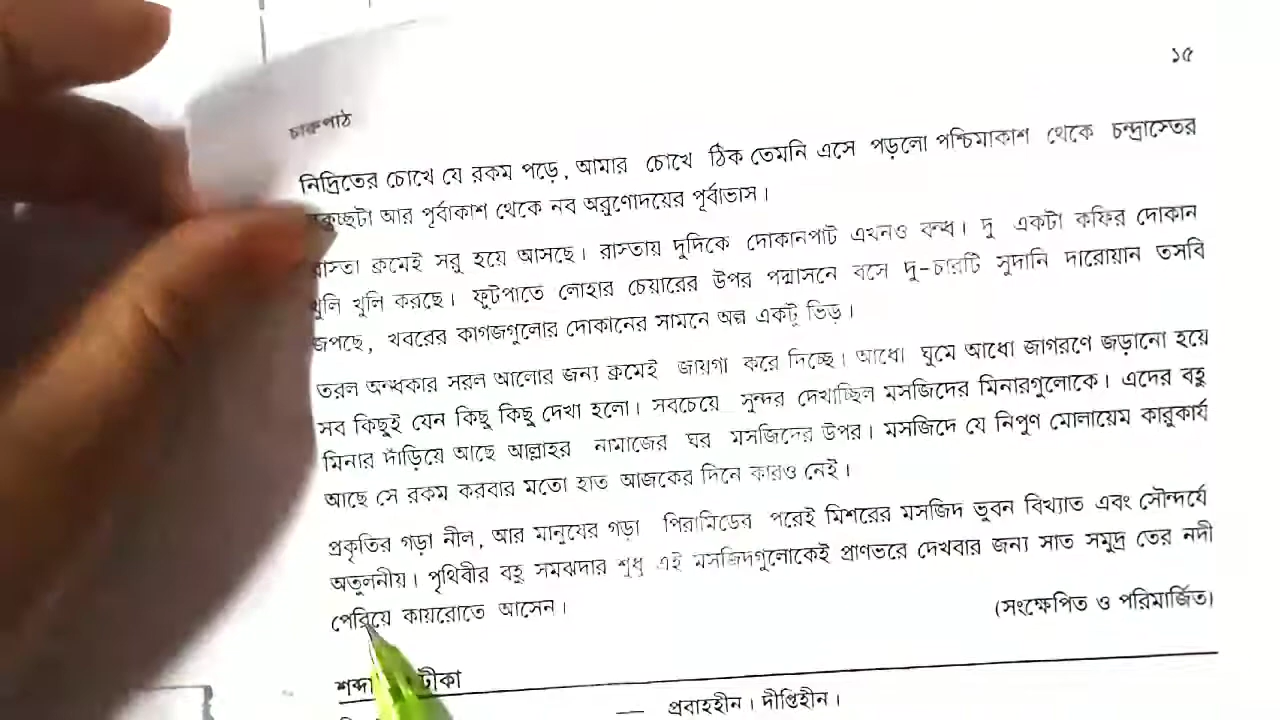 ১৫
চারুপাঠ
নিদ্রিতের চোখে যে রকম পড়ে, আমার চোখে ঠিক তেমনি এসে পড়লো পশ্চিমাকাশ থেকে চন্দ্রাস্তের
আর পূর্বাকাশ থেকে নব অরুণোদয়ের পূর্বাভাস।
রাস্তা ক্রমেই সরু হয়ে আসছে। রাস্তায় দুদিকে দোকানপাট এখনও বন্ধ। দু একটা কফির দোকান
খুলি খুলি করছে। ফুটপাতে লোহার চেয়ারের উপর পদ্মাসনে বসে দু-চারটি সুদানি দারোয়ান তসবি
জপছে, খবরের কাগজগুলোর দোকানের সামনে অল্প একটু ভিড়।
তরল অন্ধকার সরল আলোর জন্য ক্রমেই জায়গা করে দিচ্ছে। আধো ঘুমে আধো জাগরণে জড়ানো হয়ে
সব কিছুই যেন কিছু কিছু দেখা হলো। সবচেয়ে সুন্দর দেখাচ্ছিল মসজিদের মিনারগুলোকে। এদের বহু
মিনার দাঁড়িয়ে আছে আল্লাহর নামাজের ঘর মসজিদের উপর। মসজিদে যে নিপুণ মোলায়েম কারুকার্য
আছে সে রকম করবার মতো হাত আজকের দিনে কারও নেই।
প্রকৃতির গড়া নীল, আর মানুষের গড়া পিরামিডের পরেই মিশরের মসজিদ ভুবন বিখ্যাত এবং সৌন্দর্যে
অতুলনীয়। পৃথিবীর বহু সমঝদার শুধু এই মসজিদগুলোকেই প্রাণভরে দেখবার জন্য সাত সমুদ্র তের নদী
পেরিয়ে কায়রোতে আসেন।
(সংক্ষেপিত ও পরিমার্জিত)
টীকা
— প্রবাহহীন। দীপ্তিহীন।